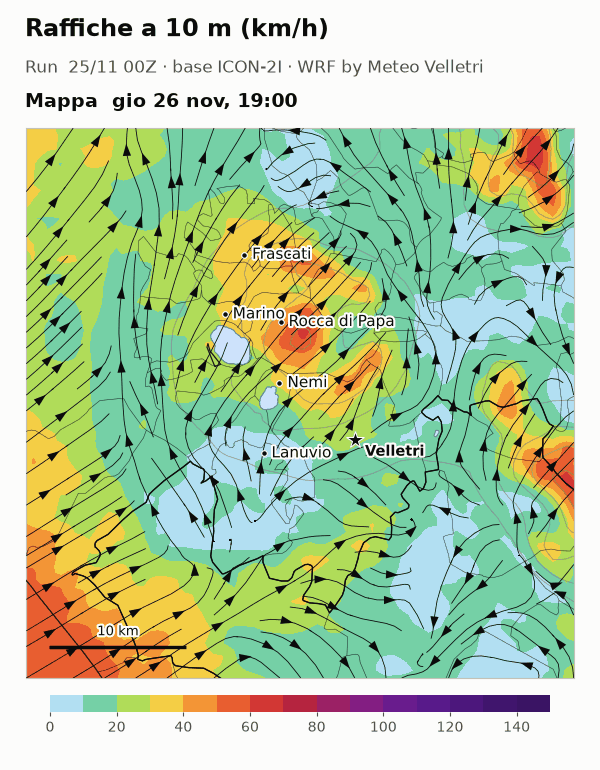 Raffiche a 10 m (km/h)
Run  25/11 00Z · base ICON-2I · WRF by Meteo Velletri
Mappa  gio 26 nov, 19:00
Frascati
Marino
Rocca di Papa
Nemi
Velletri
Lanuvio
10 km
0 20 40 60 80 100 120 140